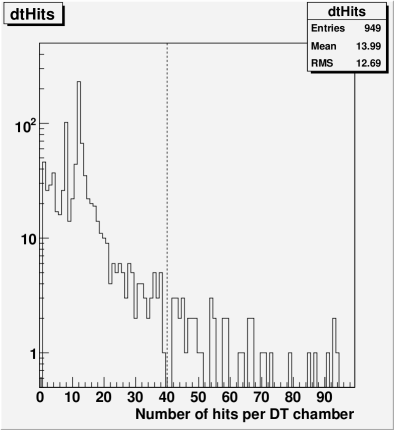 dtHits
dtHits
Entries 949
Mean 13.99
RMS 12.69
10²
10
1
0 10 20 30 40 50 60 70 80 90
Number of hits per DT chamber